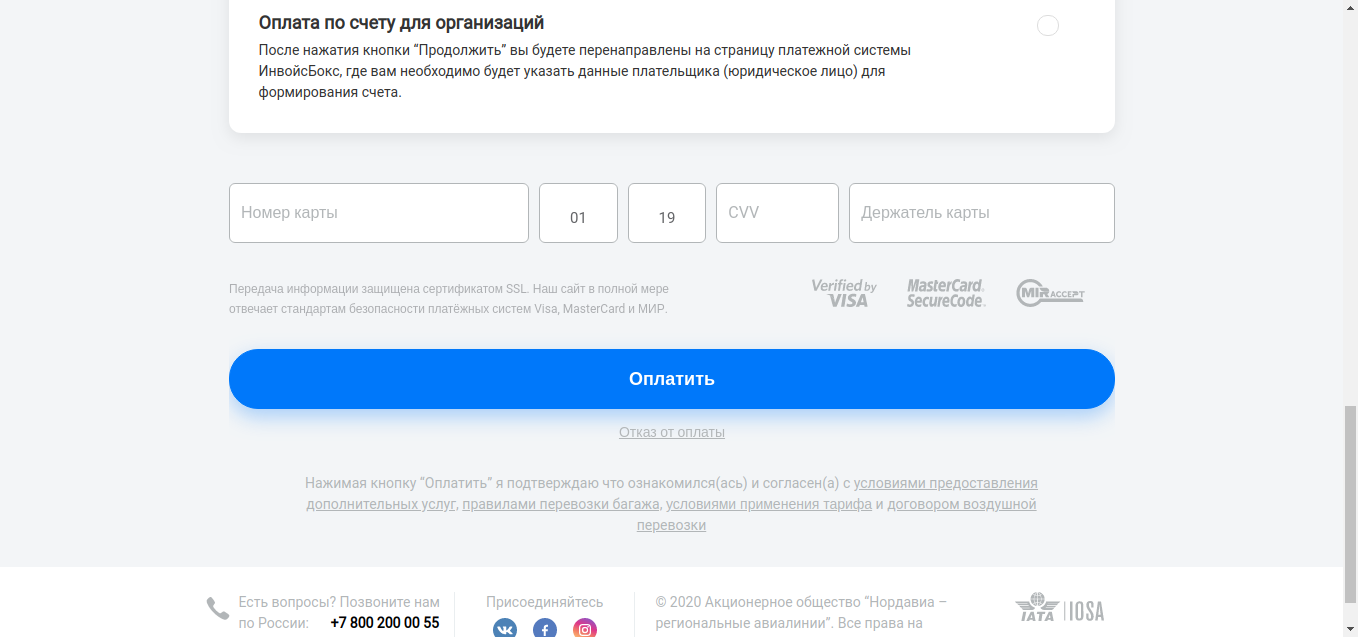 Оплата по счету для организаций
После нажатия кнопки “Продолжить” вы будете перенаправлены на страницу платежной системы
ИнвойсБокс, где вам необходимо будет указать данные плательщика (юридическое лицо) для
формирования счета.
Номер карты 01 19 CVV Держатель карты
Передача информации защищена сертификатом SSL. Наш сайт в полной мере
отвечает стандартам безопасности платёжных систем Visa, MasterCard и МИР.
Verified by
VISA
MasterCard.
SecureCode.
MIR ACCEPT
Оплатить
Отказ от оплаты
Нажимая кнопку “Оплатить” я подтверждаю что ознакомился(ась) и согласен(а) с условиями предоставления
дополнительных услуг, правилами перевозки багажа, условиями применения тарифа и договором воздушной
перевозки
Есть вопросы? Позвоните нам
по России: +7 800 200 00 55
Присоединяйтесь
© 2020 Акционерное общество “Нордавиа –
региональные авиалинии”. Все права на
IATA IOSA